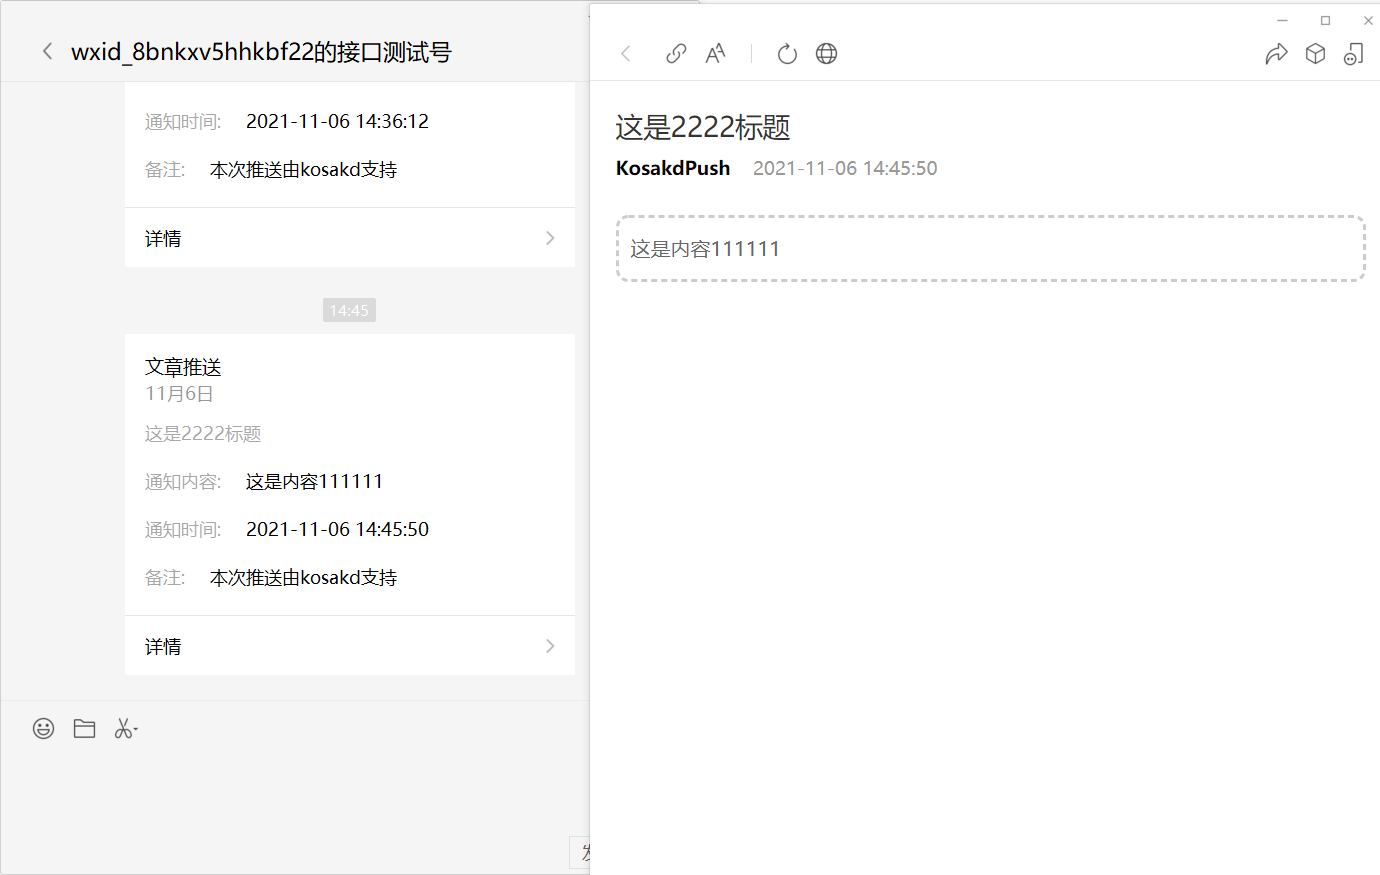 wxid_8bnkxv5hhkbf22的接口测试号
通知时间: 2021-11-06 14:36:12
备注: 本次推送由kosakd支持
详情
14:45
文章推送
11月6日
这是2222标题
通知内容: 这是内容111111
通知时间: 2021-11-06 14:45:50
备注: 本次推送由kosakd支持
详情
这是2222标题
KosakdPush 2021-11-06 14:45:50
这是内容111111